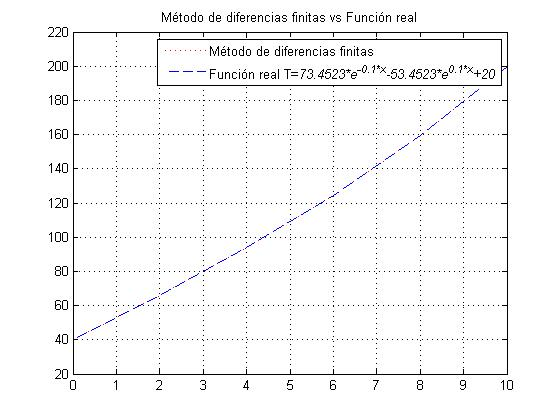 Método de diferencias finitas vs Función real
220
200
180
160
140
120
100
80
60
40
20
Método de diferencias finitas
Función real T=73.4523*e^-0.1*x-53.4523*e^0.1*x+20
0 1 2 3 4 5 6 7 8 9 10